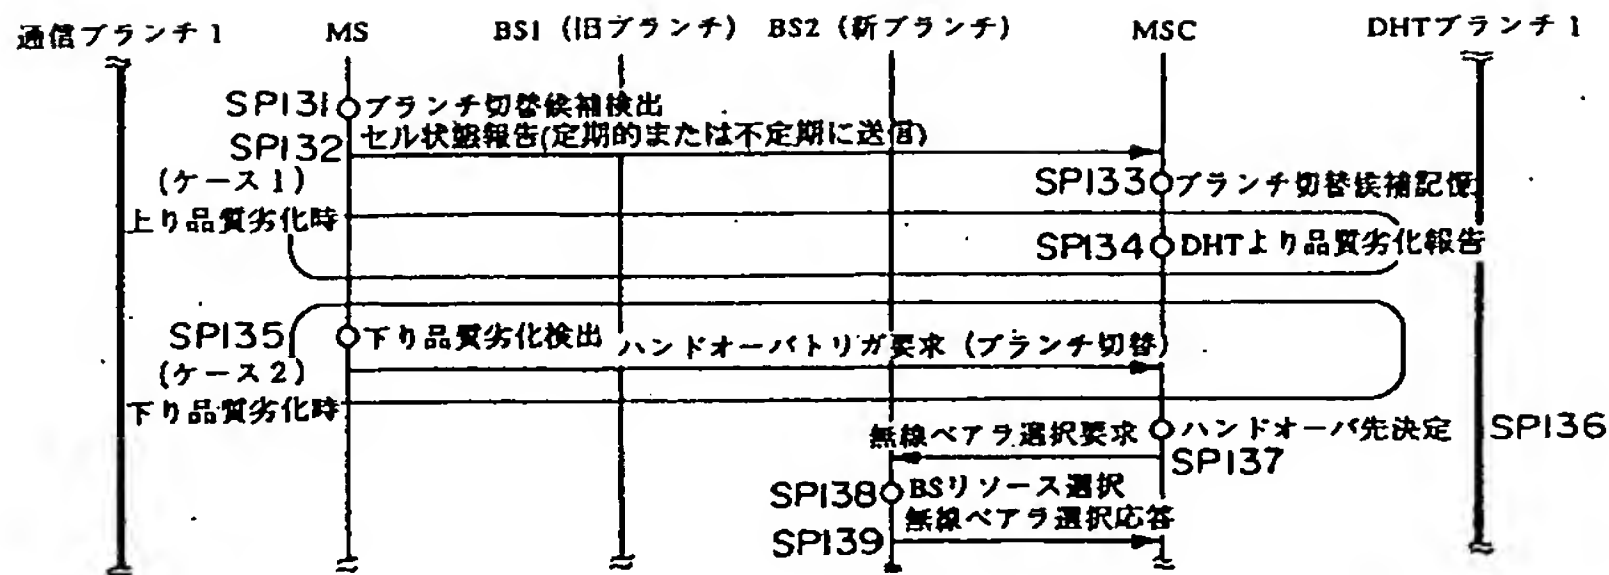 通信ブランチ1 MS BS1（旧ブランチ） BS2（新ブランチ） MSC DHTブランチ1
SP131 ブランチ切替候補検出
SP132 セル状態報告(定期的または不定期に送信)
(ケース1) SP133 ブランチ切替候補記憶
上り品質劣化時
SP134 DHTより品質劣化報告
SP135 下り品質劣化検出 ハンドオーバトリガ要求（ブランチ切替）
(ケース2)
下り品質劣化時
無線ベアラ選択要求 ハンドオーバ先決定 SP136
SP137
SP138 BSリソース選択
無線ベアラ選択応答
SP139